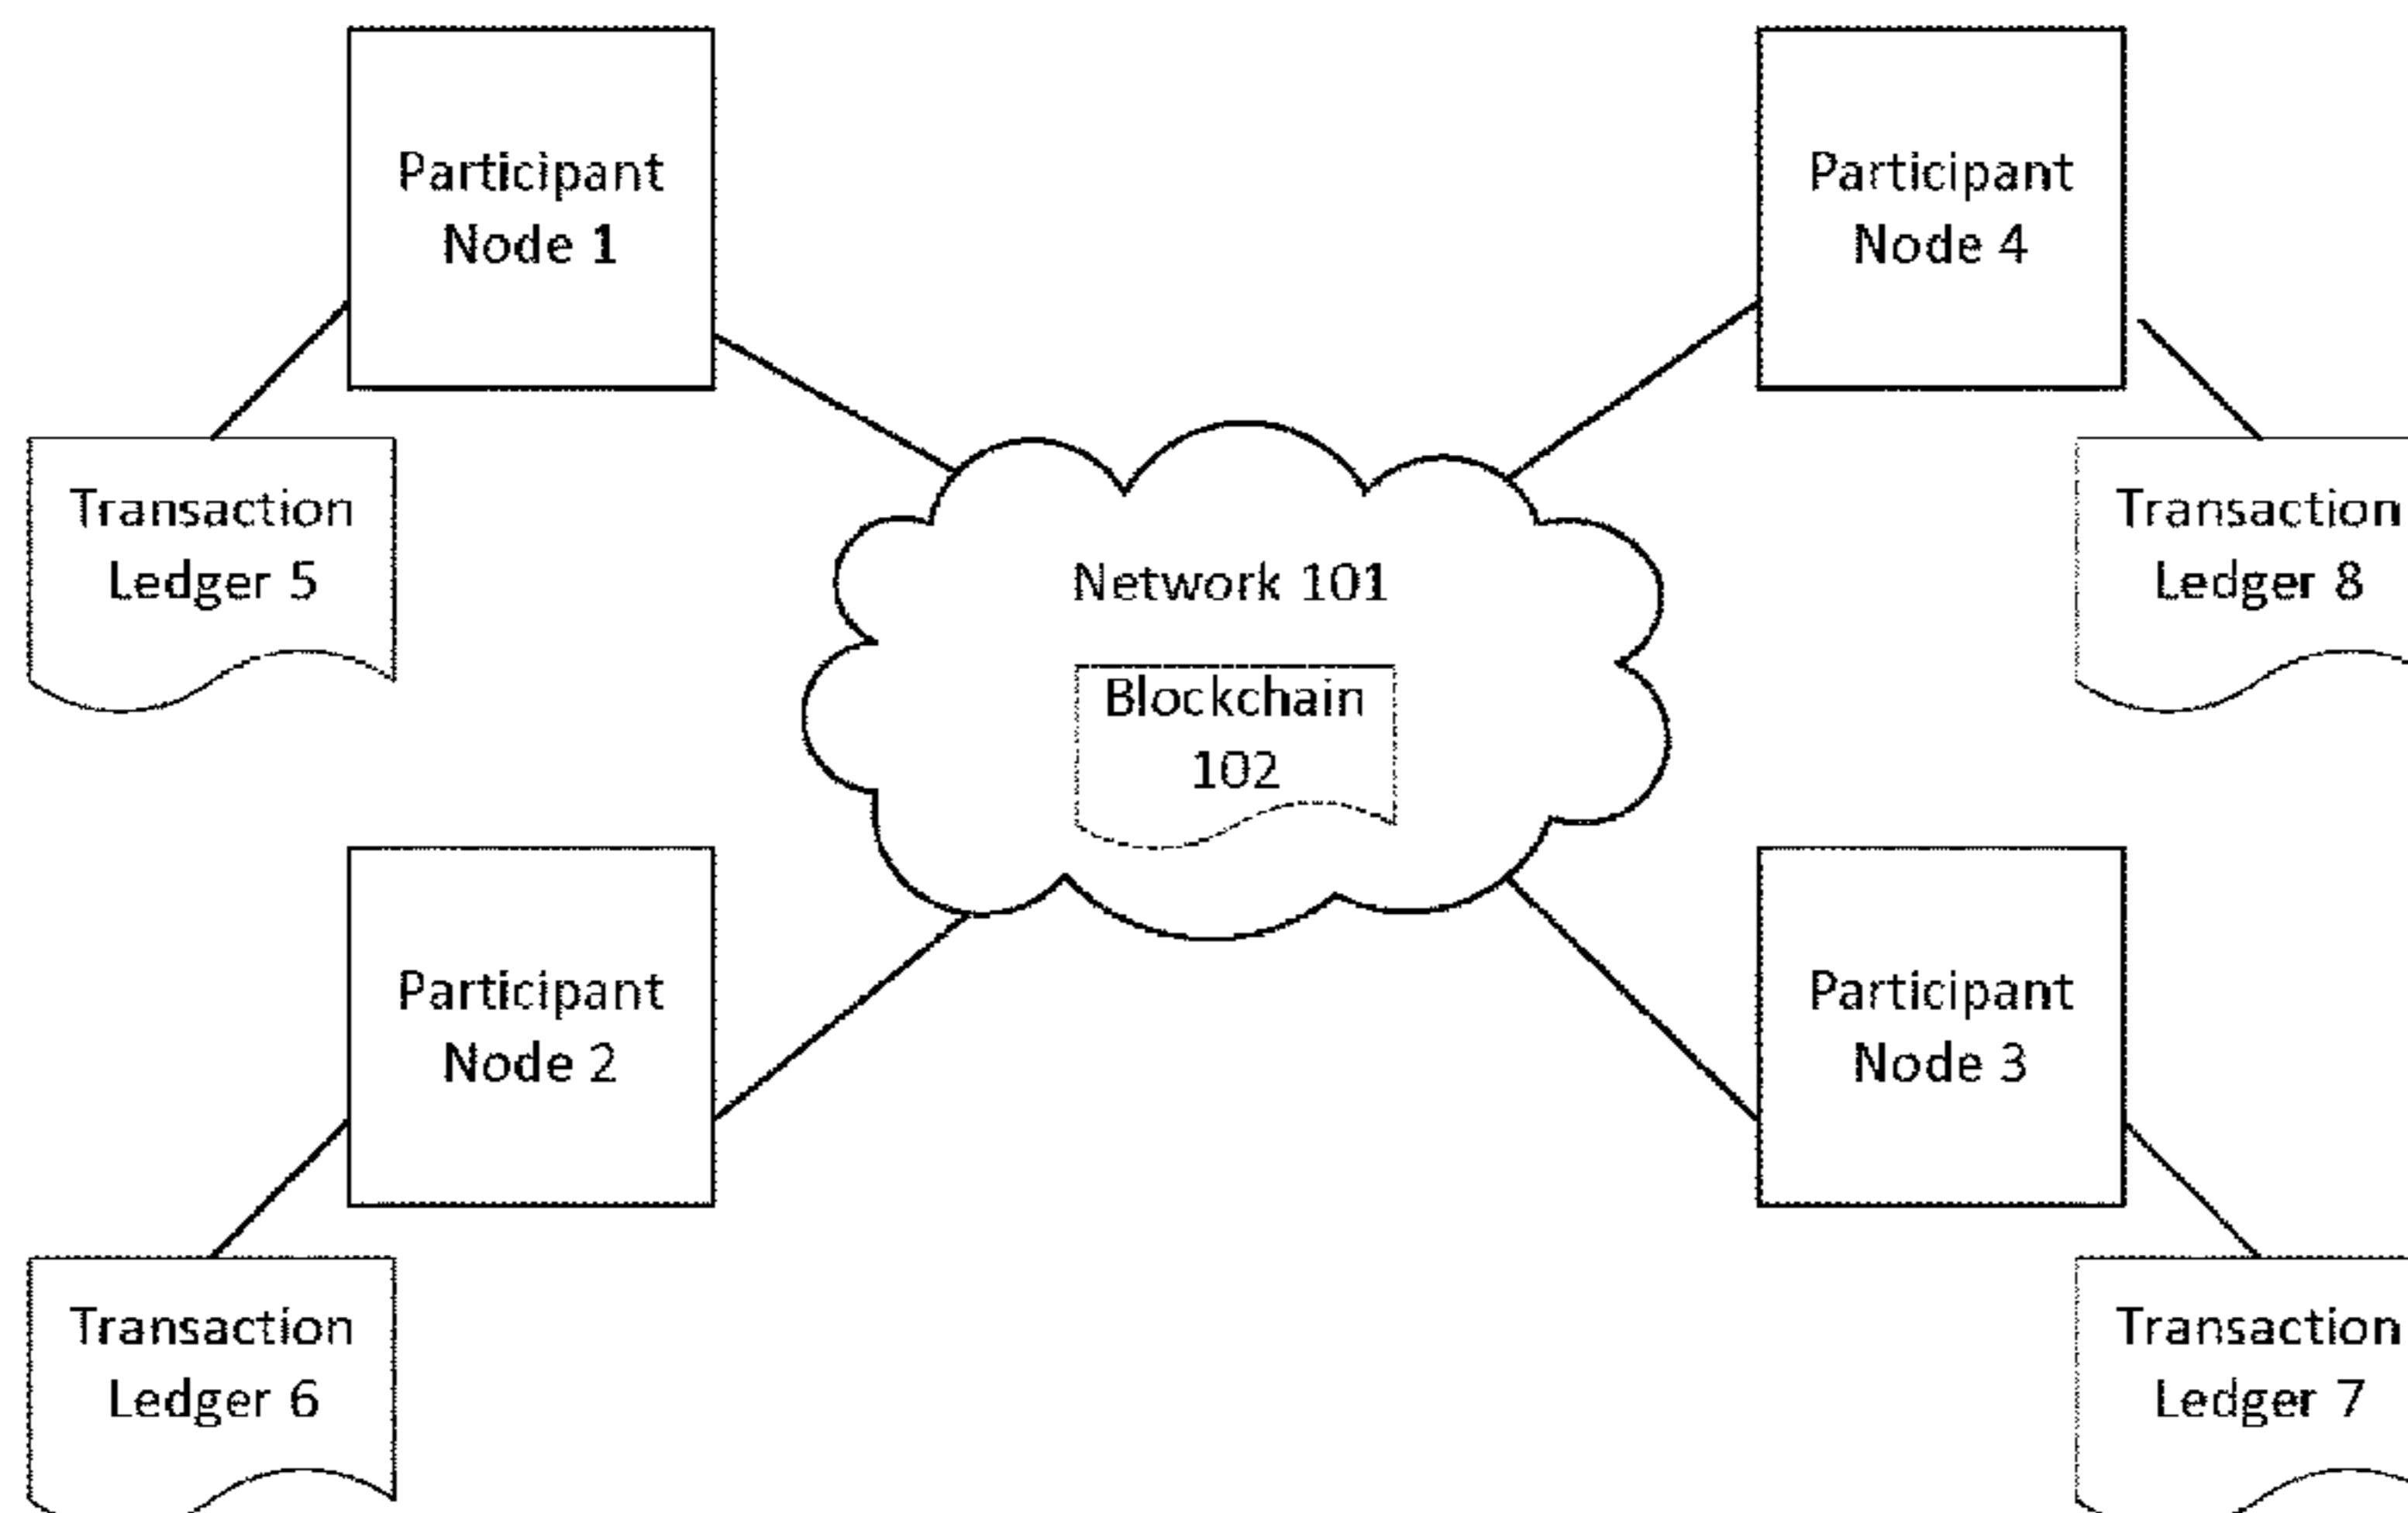 Participant
Node 1
Participant
Node 4
Transaction
Ledger 5
Network 101
Blockchain
102
Transaction
Ledger 8
Participant
Node 2
Participant
Node 3
Transaction
Ledger 6
Transaction
Ledger 7